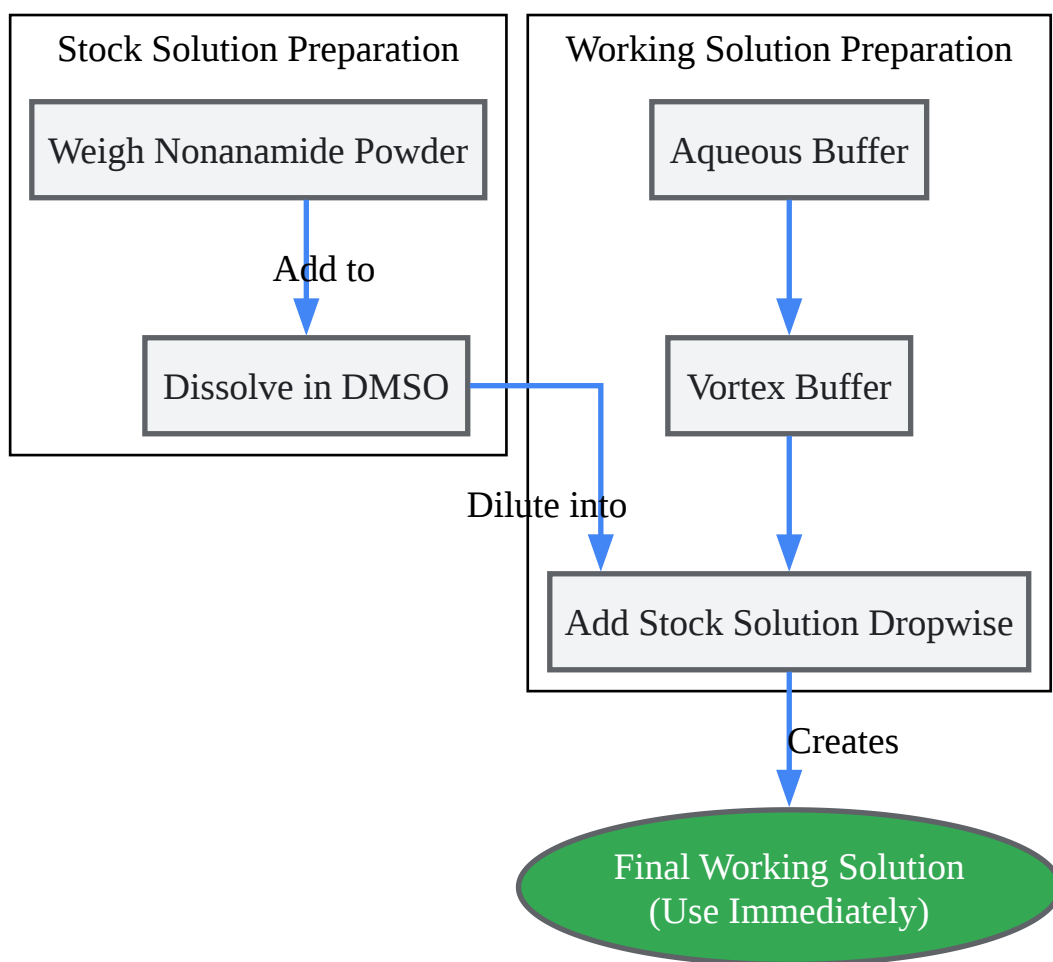 Stock Solution Preparation
Weigh Nonanamide Powder
Add to
Dissolve in DMSO
Dilute into
Working Solution Preparation
Aqueous Buffer
Vortex Buffer
Add Stock Solution Dropwise
Creates
Final Working Solution
(Use Immediately)